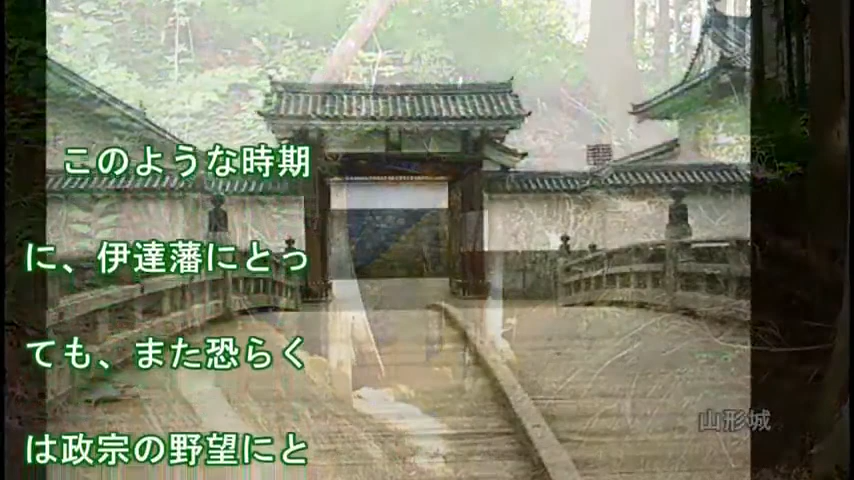 このような時期
に、伊達藩にとっ
ても、また恐らく
は政宗の野望にと
山形城